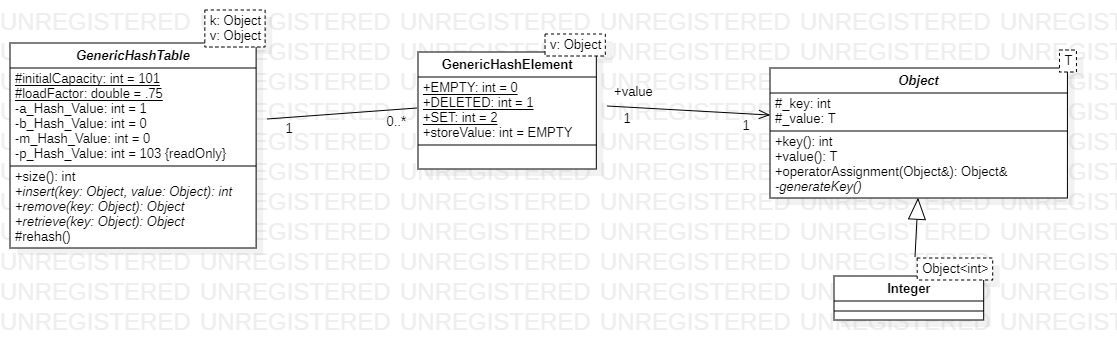 k: Object
v: Object
GenericHashTable
#initialCapacity: int = 101
#loadFactor: double = .75
-a_Hash_Value: int = 1
-b_Hash_Value: int = 0
-m_Hash_Value: int = 0
-p_Hash_Value: int = 103 {readOnly}
+size(): int
+insert(key: Object, value: Object): int
+remove(key: Object): Object
+retrieve(key: Object): Object
#rehash()
1
0..*
v: Object
GenericHashElement
+EMPTY: int = 0
+DELETED: int = 1
+SET: int = 2
+storeValue: int = EMPTY
+value
1
1
T
Object
#_key: int
#_value: T
+key(): int
+value(): T
+operatorAssignment(Object&): Object&
-generateKey()
Object<int>
Integer
UNREGISTERED UNREGISTERED UNREGISTERED UNREGISTERED UNREGISTERED UNREGISTERED